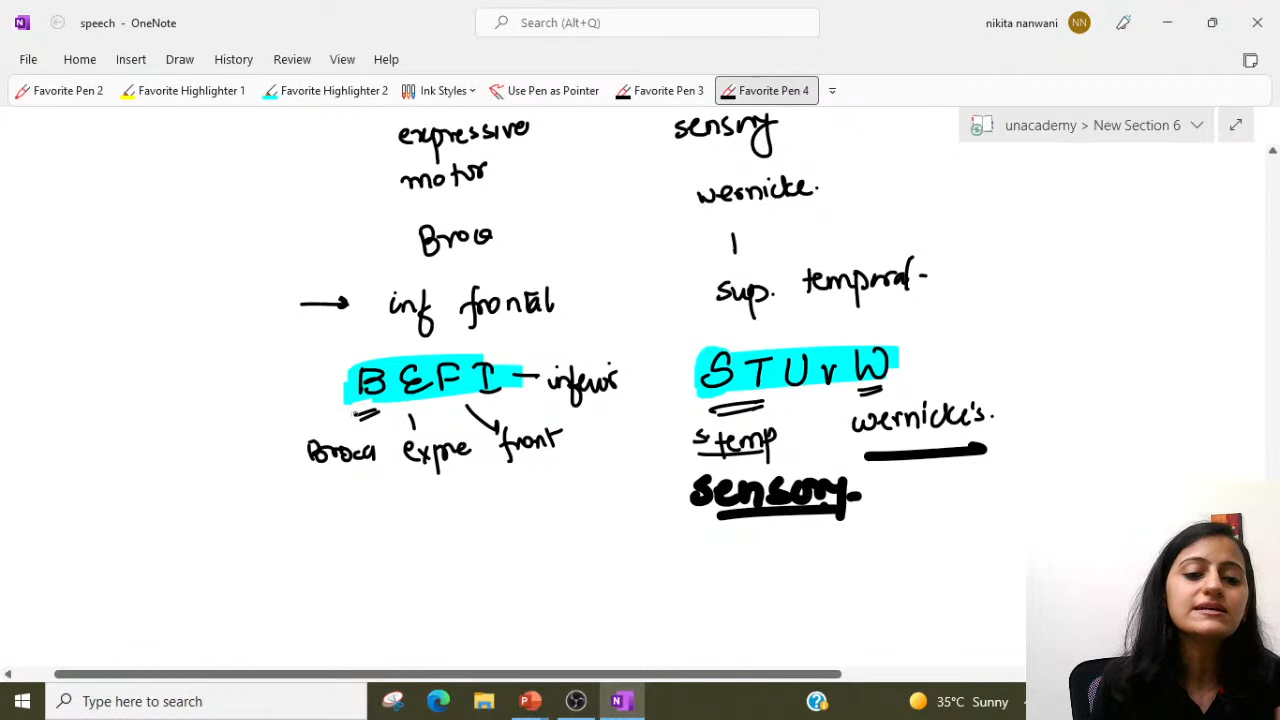 speech - OneNote
Search (Alt+Q)
nikita nanwani NN
File Home Insert Draw History Review View Help
Favorite Pen 2 Favorite Highlighter 1 Favorite Highlighter 2 Ink Styles Use Pen as Pointer Favorite Pen 3 Favorite Pen 4
unacademy > New Section 6
expressive sensry
motor
wernicke.
Broca
sup. temporal-
→ inf frontal
B E F I — inferior
S T U r W
wernicke's.
Broca expre front
s temp
sensory.
Type here to search
35°C Sunny